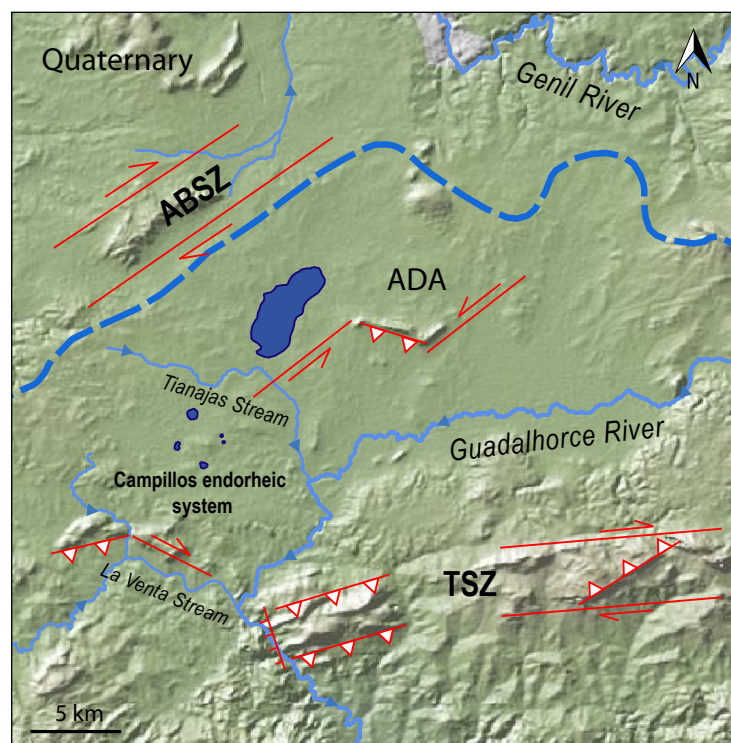 Quaternary
Genil River
N
ABSZ
ADA
Tianajas Stream
Guadalhorce River
Campillos endorheic
system
La Venta Stream
TSZ
5 km